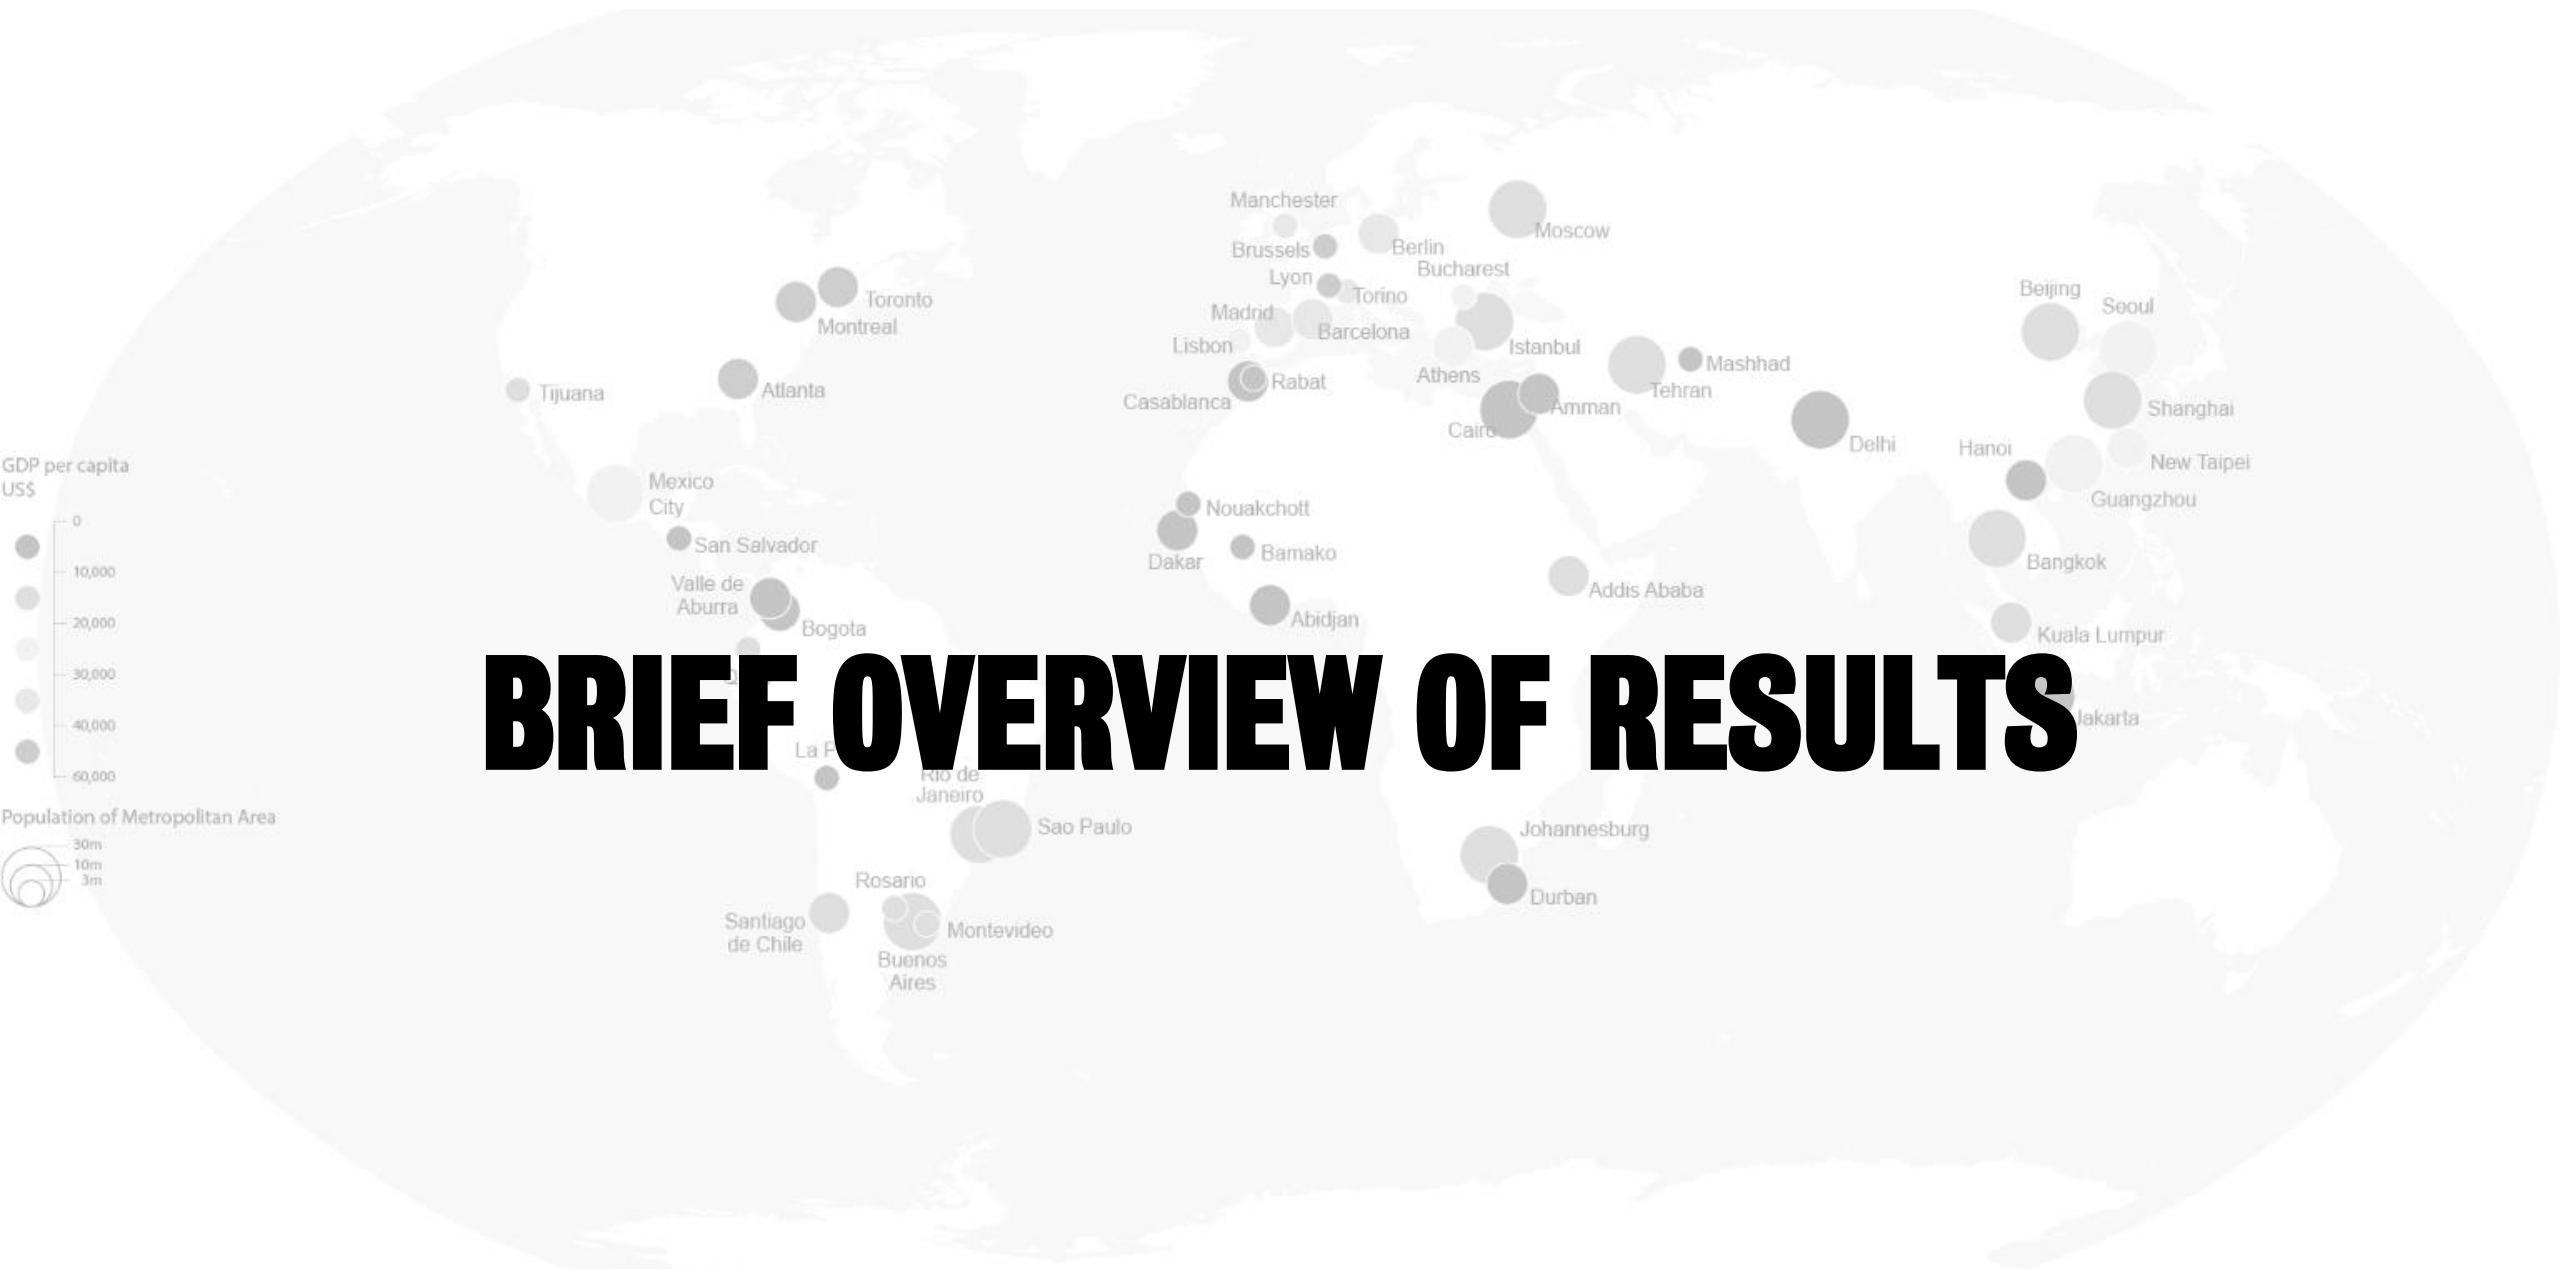 Manchester
Moscow
Brussels
Berlin
Bucharest
Lyon
Torino
Toronto
Madrid
Montreal
Barcelona
Beijing
Seoul
Lisbon
Istanbul
Mashhad
Athens
Rabat
Tehran
Tijuana
Atlanta
Casablanca
Amman
Shanghai
Cairo
Delhi
Hanoi
New Taipei
GDP per capita
US$
Mexico
City
Guangzhou
Nouakchott
0
San Salvador
Dakar
Bamako
Bangkok
10,000
Valle de
Aburra
Addis Ababa
20,000
Bogota
Abidjan
Kuala Lumpur
30,000
BRIEF OVERVIEW OF RESULTS
40,000
Jakarta
La
60,000
Rio de
Janeiro
Population of Metropolitan Area
Sao Paulo
Johannesburg
30m
10m
3m
Rosario
Durban
Santiago
de Chile
Montevideo
Buenos
Aires